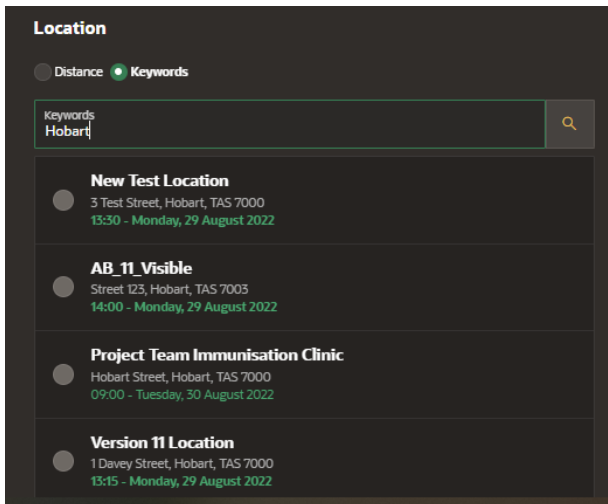 Location
Distance Keywords
Keywords
Hobart
New Test Location
3 Test Street, Hobart, TAS 7000
13:30 - Monday, 29 August 2022
AB_11_Visible
Street 123, Hobart, TAS 7003
14:00 - Monday, 29 August 2022
Project Team Immunisation Clinic
Hobart Street, Hobart, TAS 7000
09:00 - Tuesday, 30 August 2022
Version 11 Location
1 Davey Street, Hobart, TAS 7000
13:15 - Monday, 29 August 2022